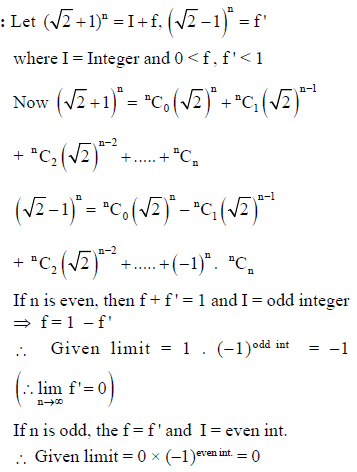 : Let (√2+1)ⁿ = I + f, (√2−1)ⁿ = f'
where I = Integer and 0 < f , f ' < 1
Now (√2+1)ⁿ = ⁿC₀(√2)ⁿ + ⁿC₁(√2)ⁿ⁻¹
+ ⁿC₂(√2)ⁿ⁻² + ..... + ⁿCₙ
(√2−1)ⁿ = ⁿC₀(√2)ⁿ − ⁿC₁(√2)ⁿ⁻¹
+ ⁿC₂(√2)ⁿ⁻² + ..... + (−1)ⁿ . ⁿCₙ
If n is even, then f + f ' = 1 and I = odd integer
⇒ f = 1 − f '
∴ Given limit = 1 . (−1)^{odd int} = −1
(∴ lim_{n→∞} f ' = 0)
If n is odd, the f = f ' and I = even int.
∴ Given limit = 0 × (−1)^{even int.} = 0